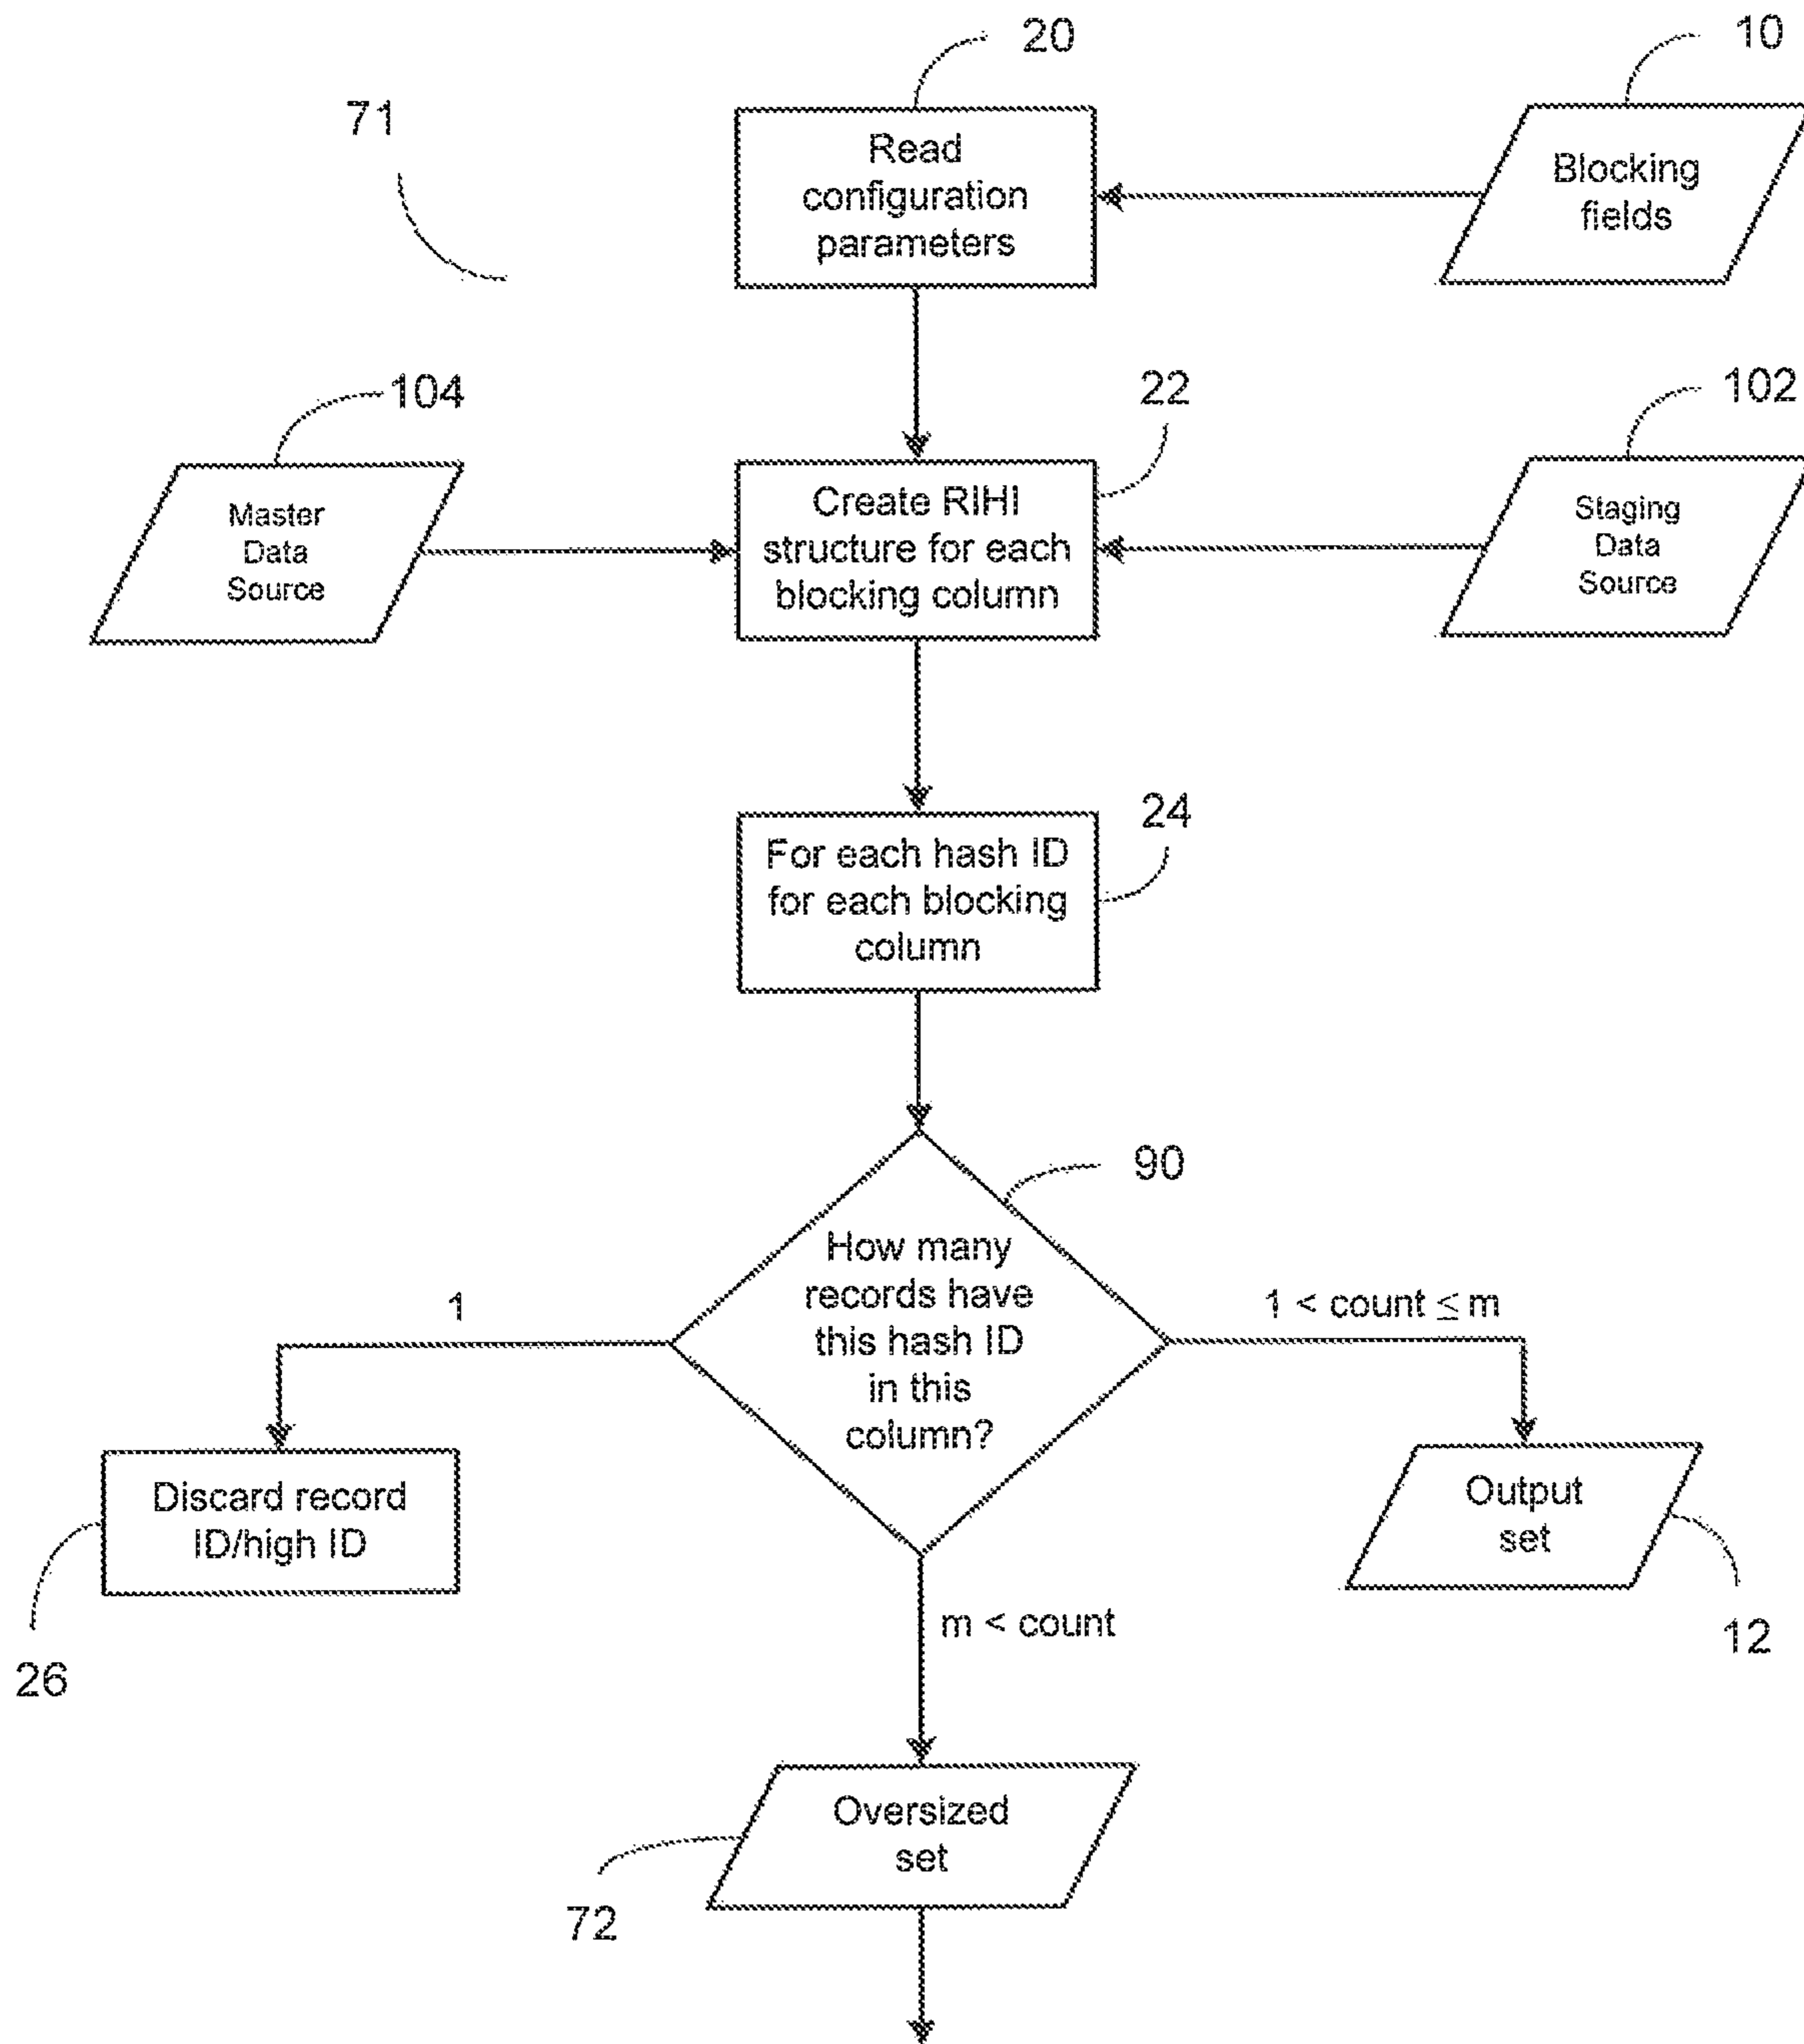 20
10
71
Read
configuration
parameters
Blocking
fields
104
22
102
Master
Data
Source
Create RIHI
structure for each
blocking column
Staging
Data
Source
24
For each hash ID
for each blocking
column
90
How many
records have
this hash ID
in this
column?
1
1 < count ≤ m
Discard record
ID/high ID
Output
set
26
m < count
12
Oversized
set
72